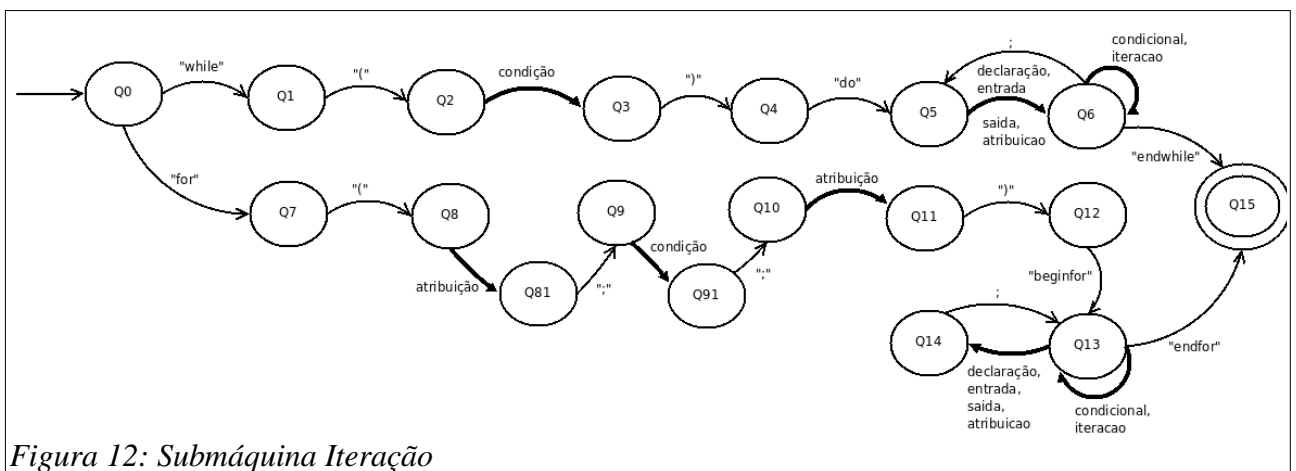 "while"
"("
condição
")"
"do"
;
declaração,
entrada
saida,
atribuicao
condicional,
iteracao
Q0
Q1
Q2
Q3
Q4
Q5
Q6
"endwhile"
"for"
"("
atribuição
")"
Q7
Q8
Q9
Q10
Q11
Q12
Q15
atribuição
Q81
";"
condição
Q91
";"
"beginfor"
;
Q14
Q13
"endfor"
declaração,
entrada,
saida,
atribuicao
condicional,
iteracao
Figura 12: Submáquina Iteração